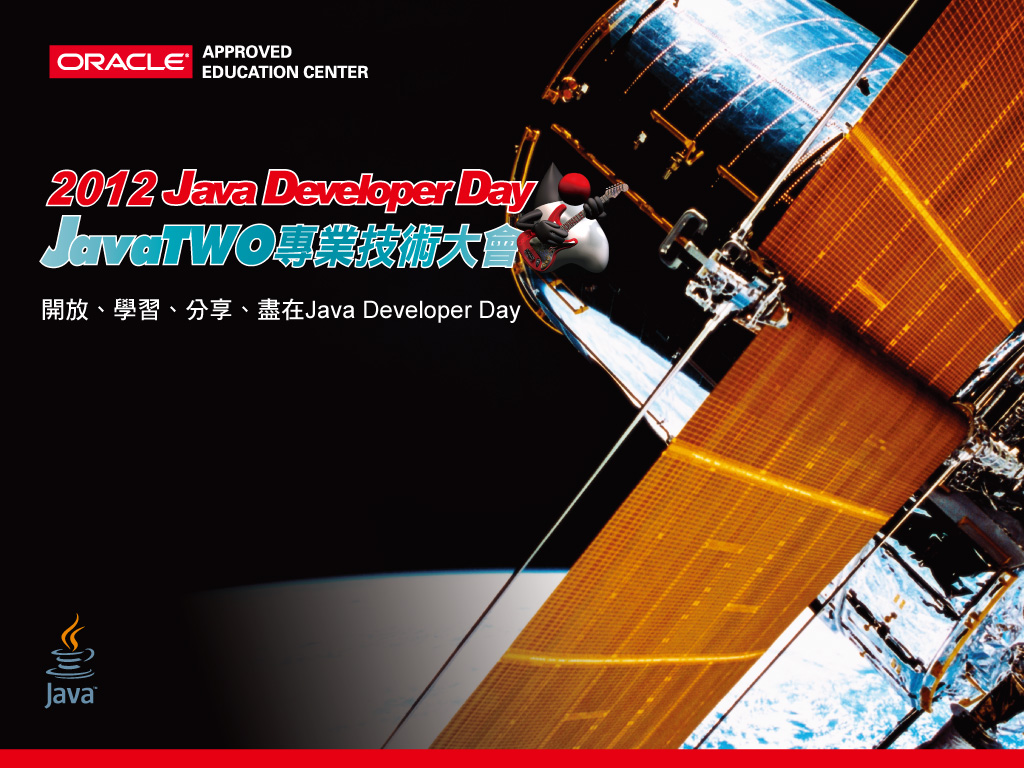 ORACLE® APPROVED
EDUCATION CENTER
2012 Java Developer Day
JavaTWO專業技術大會
開放、學習、分享、盡在Java Developer Day
Java™